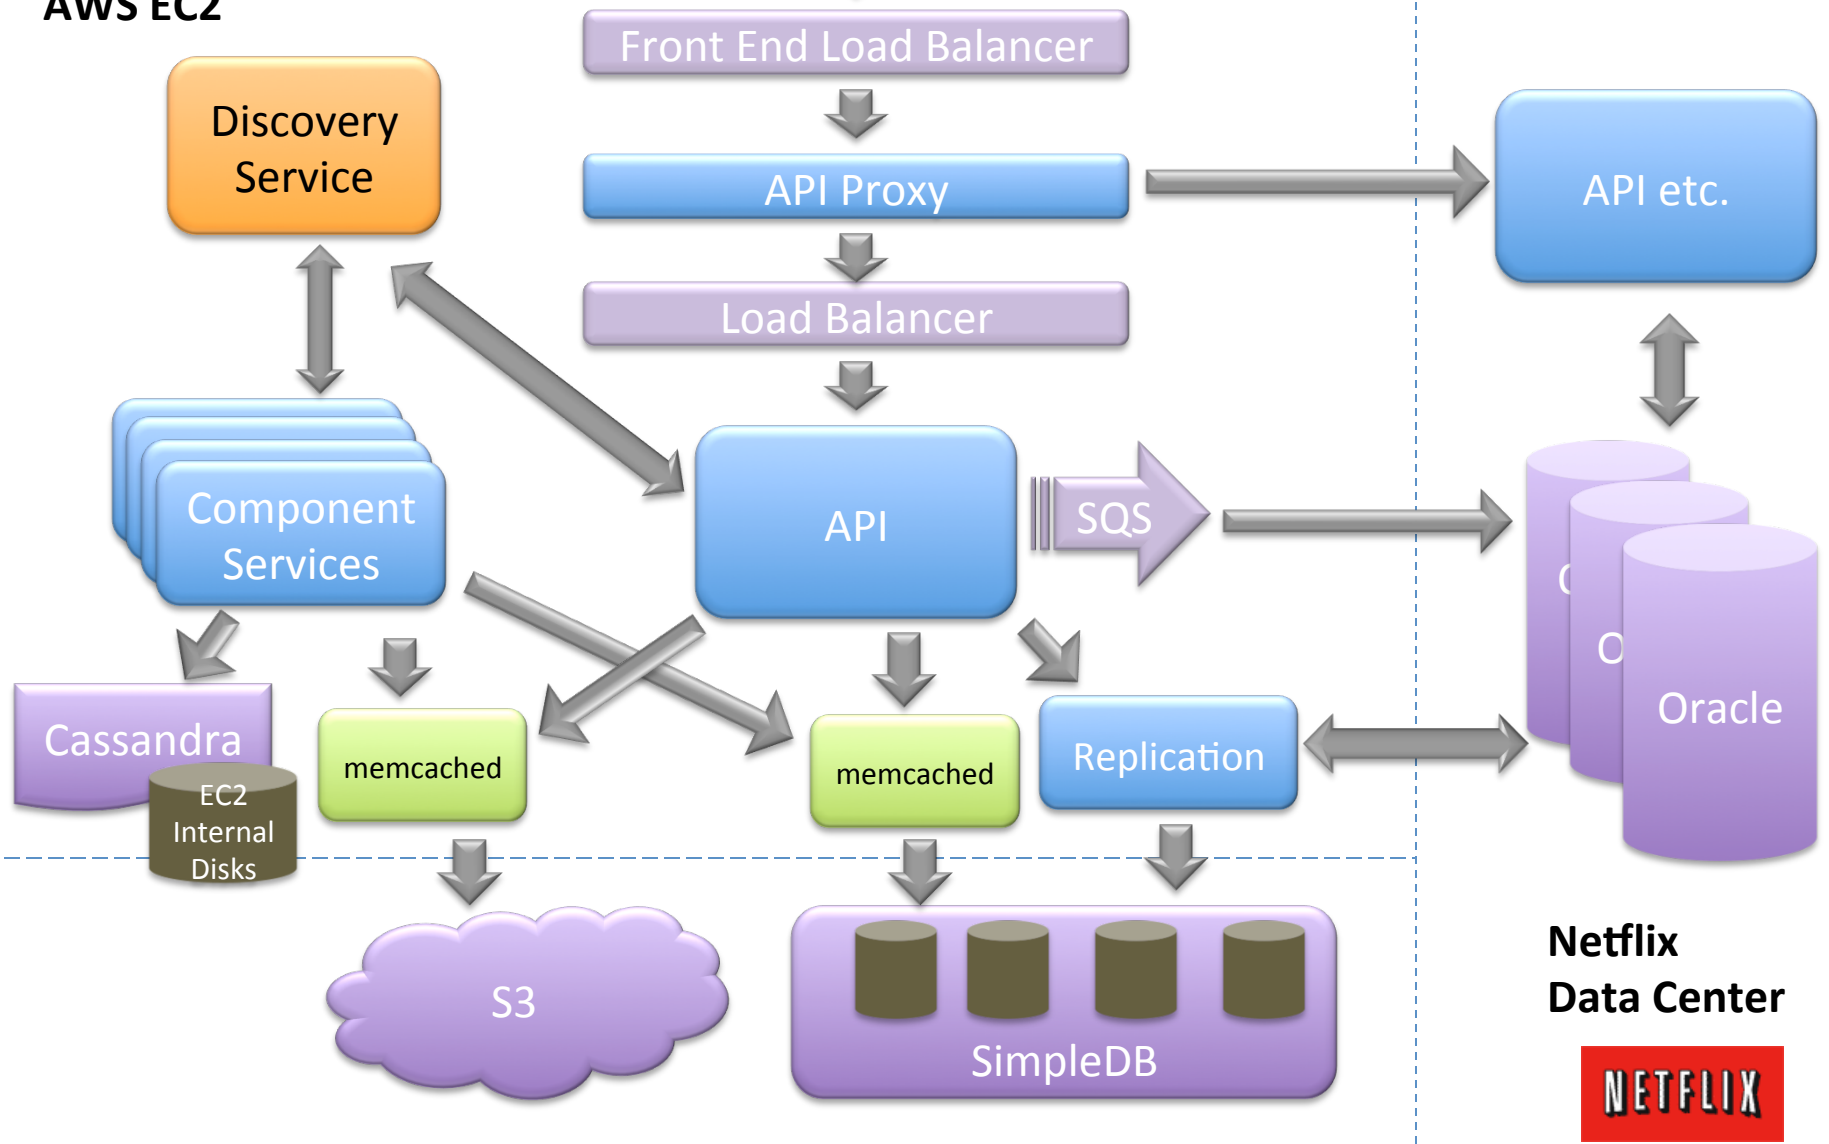 AWS EC2
Front End Load Balancer
Discovery
Service
API Proxy
API etc.
Load Balancer
Component
Services
API
SQS
O
O
Oracle
Cassandra
memcached
memcached
Replication
EC2
Internal
Disks
S3
SimpleDB
Netflix
Data Center
NETFLIX